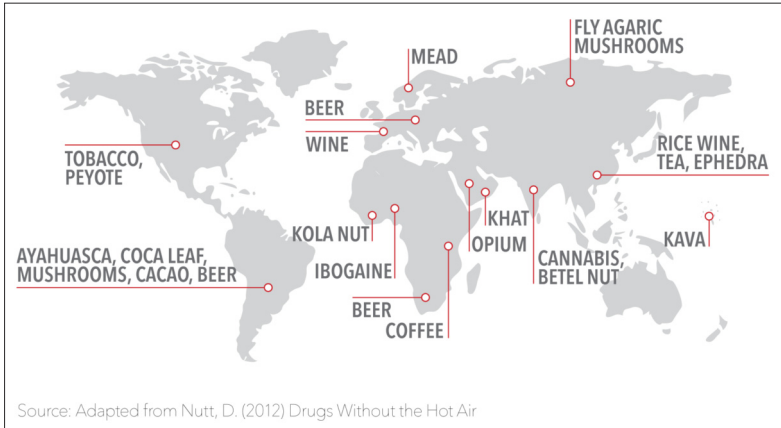 FLY AGARIC
MUSHROOMS
MEAD
BEER
WINE
TOBACCO,
PEYOTE
RICE WINE,
TEA, EPHEDRA
KOLA NUT
KHAT
OPIUM
KAVA
AYAHUASCA, COCA LEAF,
MUSHROOMS, CACAO, BEER
IBOGAINE
CANNABIS,
BETEL NUT
BEER
COFFEE
Source: Adapted from Nutt, D. (2012) Drugs Without the Hot Air